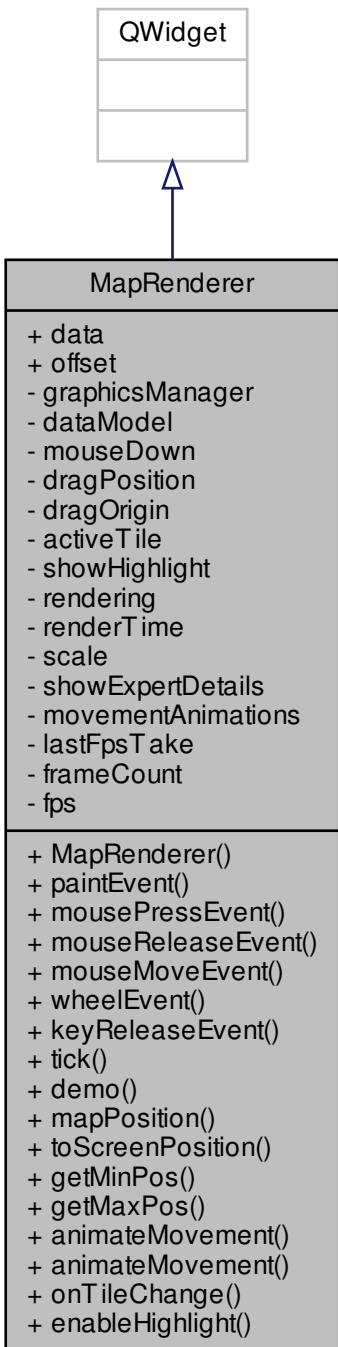 QWidget
MapRenderer
+ data
+ offset
- graphicsManager
- dataModel
- mouseDown
- dragPosition
- dragOrigin
- activeTile
- showHighlight
- rendering
- renderTime
- scale
- showExpertDetails
- movementAnimations
- lastFpsTake
- frameCount
- fps
+ MapRenderer()
+ paintEvent()
+ mousePressEvent()
+ mouseReleaseEvent()
+ mouseMoveEvent()
+ wheelEvent()
+ keyReleaseEvent()
+ tick()
+ demo()
+ mapPosition()
+ toScreenPosition()
+ getMinPos()
+ getMaxPos()
+ animateMovement()
+ animateMovement()
+ onTileChange()
+ enableHighlight()